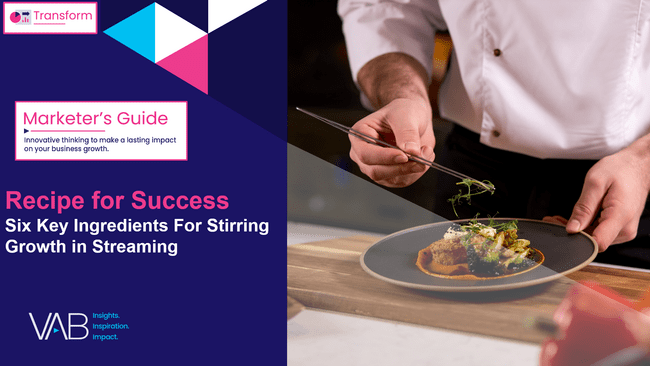 Transform
Marketer's Guide
Innovative thinking to make a lasting impact
on your business growth.
Recipe for Success
Six Key Ingredients For Stirring
Growth in Streaming
VAB
Insights.
Inspiration.
Impact.